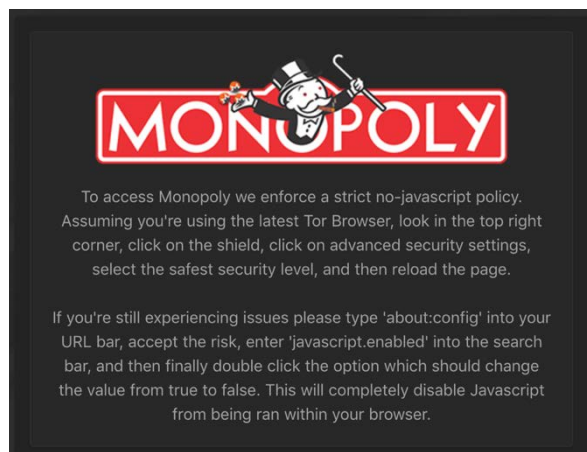 MONOPOLY
To access Monopoly we enforce a strict no-javascript policy.
Assuming you're using the latest Tor Browser, look in the top right
corner, click on the shield, click on advanced security settings,
select the safest security level, and then reload the page.
If you're still experiencing issues please type 'about:config' into your
URL bar, accept the risk, enter 'javascript.enabled' into the search
bar, and then finally double click the option which should change
the value from true to false. This will completely disable Javascript
from being ran within your browser.